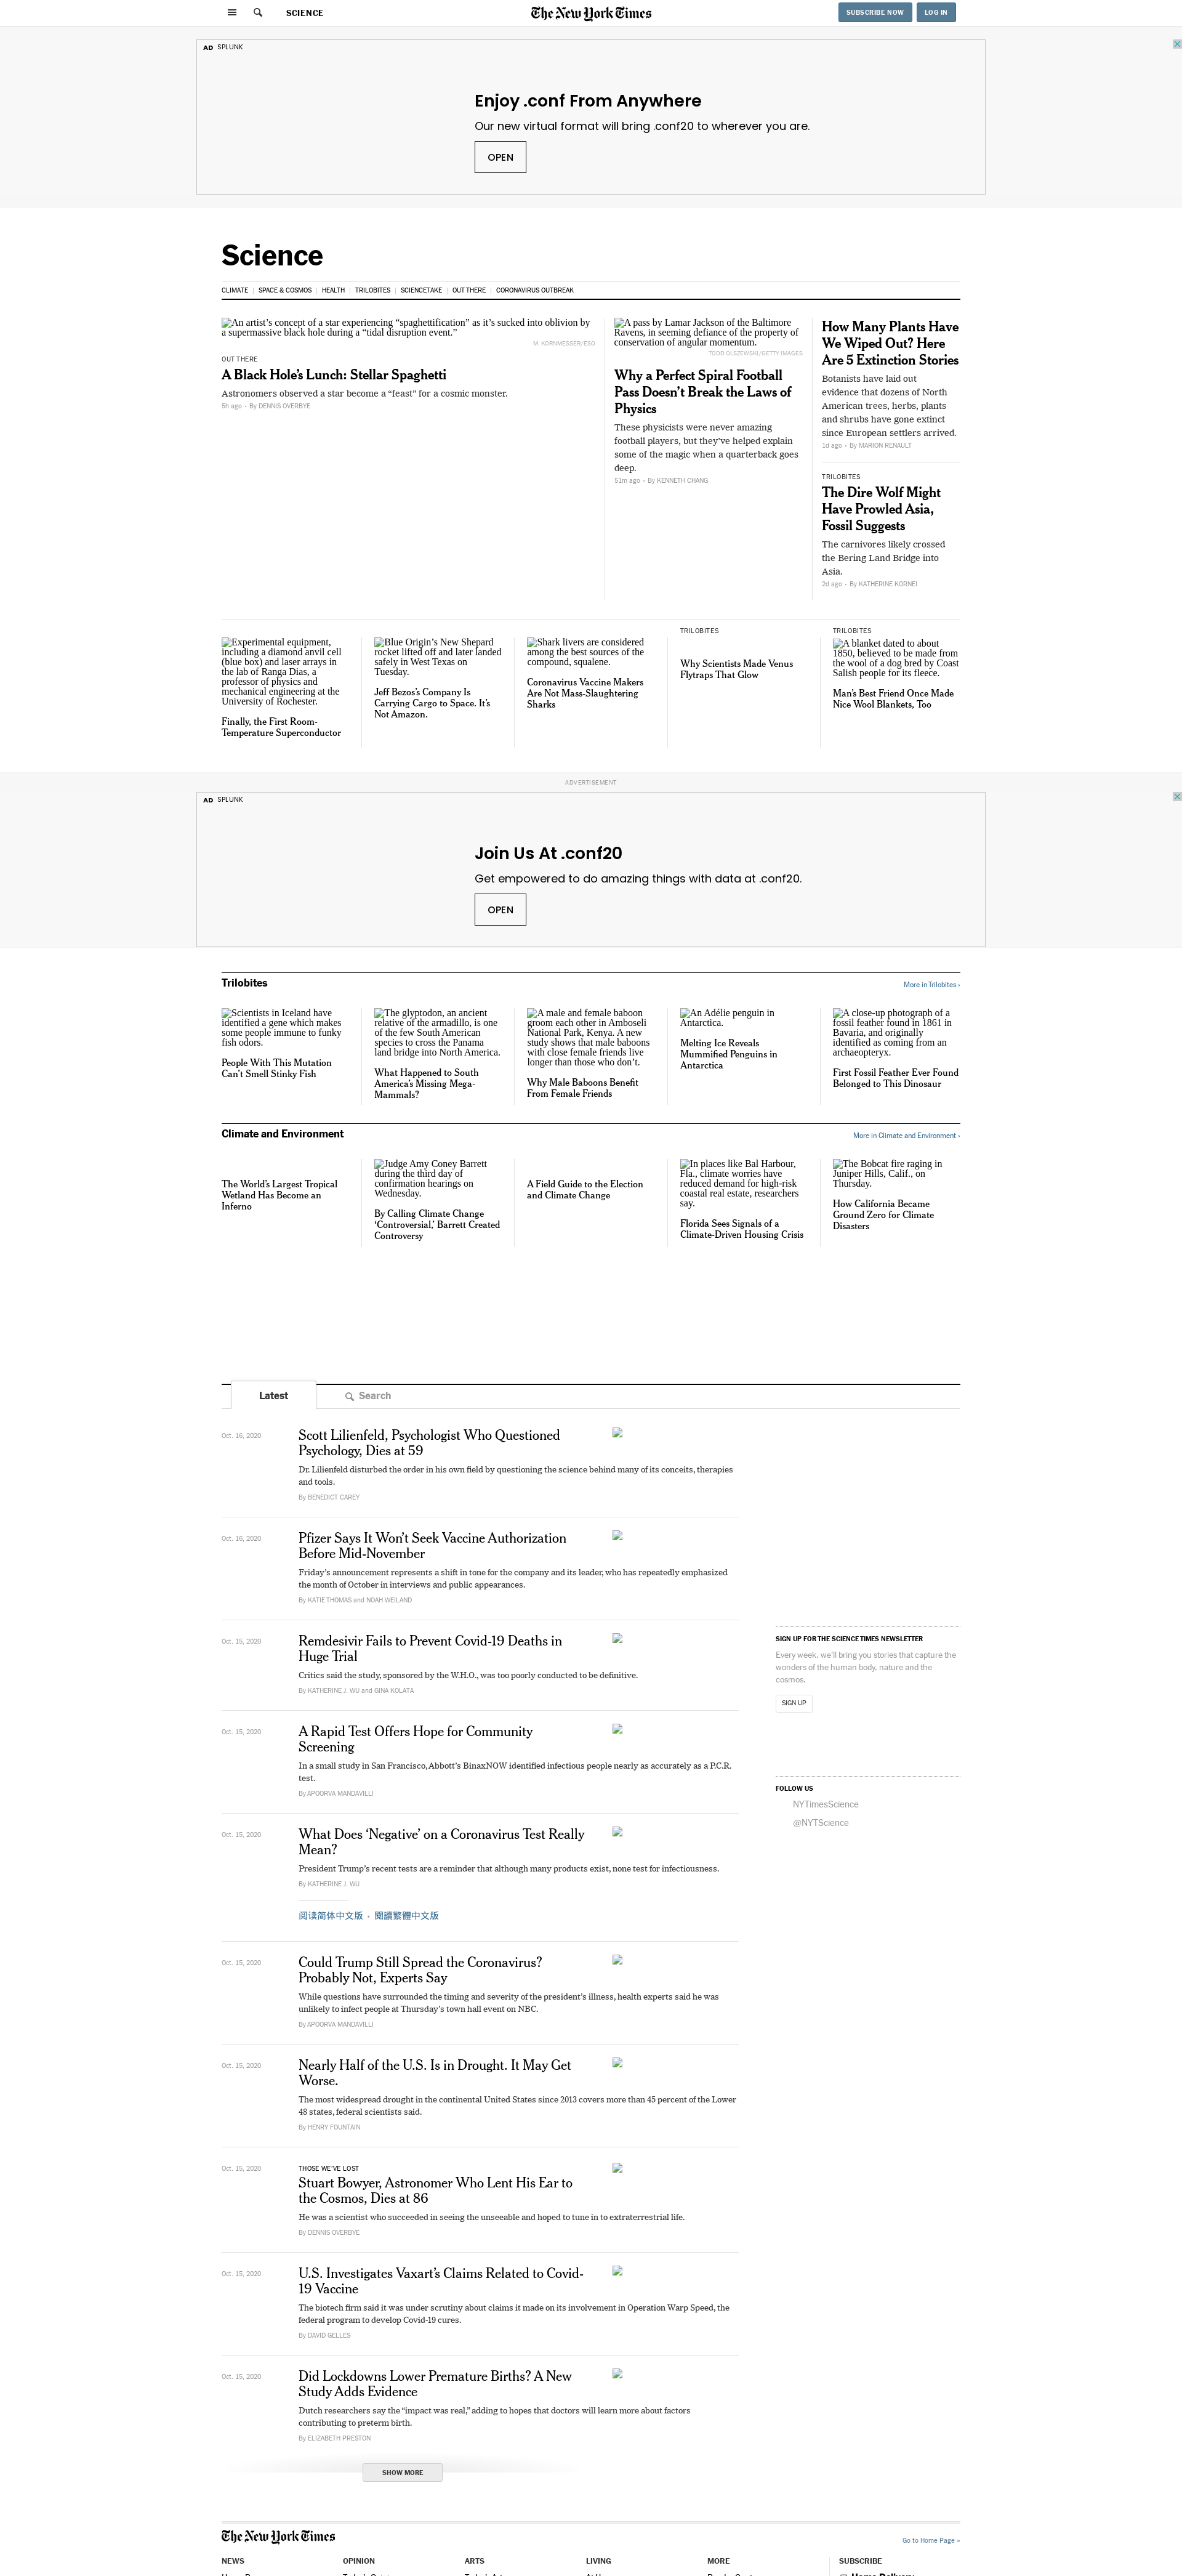 SCIENCE
The New York Times
SUBSCRIBE NOW
LOG IN
AD SPLUNK
Enjoy .conf From Anywhere
Our new virtual format will bring .conf20 to wherever you are.
OPEN
Science
CLIMATE
SPACE & COSMOS
HEALTH
TRILOBITES
SCIENCETAKE
OUT THERE
CORONAVIRUS OUTBREAK
An artist’s concept of a star experiencing “spaghettification” as it’s sucked into oblivion by
a supermassive black hole during a “tidal disruption event.”
M. KORNMESSER/ESO
OUT THERE
A Black Hole’s Lunch: Stellar Spaghetti
Astronomers observed a star become a “feast” for a cosmic monster.
5h ago • By DENNIS OVERBYE
A pass by Lamar Jackson of the Baltimore
Ravens, in seeming defiance of the property of
conservation of angular momentum.
TODD OLSZEWSKI/GETTY IMAGES
Why a Perfect Spiral Football
Pass Doesn’t Break the Laws of
Physics
These physicists were never amazing
football players, but they’ve helped explain
some of the magic when a quarterback goes
deep.
51m ago • By KENNETH CHANG
How Many Plants Have
We Wiped Out? Here
Are 5 Extinction Stories
Botanists have laid out
evidence that dozens of North
American trees, herbs, plants
and shrubs have gone extinct
since European settlers arrived.
1d ago • By MARION RENAULT
TRILOBITES
The Dire Wolf Might
Have Prowled Asia,
Fossil Suggests
The carnivores likely crossed
the Bering Land Bridge into
Asia.
2d ago • By KATHERINE KORNEI
Experimental equipment,
including a diamond anvil cell
(blue box) and laser arrays in
the lab of Ranga Dias, a
professor of physics and
mechanical engineering at the
University of Rochester.
Finally, the First Room-
Temperature Superconductor
Blue Origin’s New Shepard
rocket lifted off and later landed
safely in West Texas on
Tuesday.
Jeff Bezos’s Company Is
Carrying Cargo to Space. It’s
Not Amazon.
Shark livers are considered
among the best sources of the
compound, squalene.
Coronavirus Vaccine Makers
Are Not Mass-Slaughtering
Sharks
TRILOBITES
Why Scientists Made Venus
Flytraps That Glow
TRILOBITES
A blanket dated to about
1850, believed to be made from
the wool of a dog bred by Coast
Salish people for its fleece.
Man’s Best Friend Once Made
Nice Wool Blankets, Too
ADVERTISEMENT
AD SPLUNK
Join Us At .conf20
Get empowered to do amazing things with data at .conf20.
OPEN
Trilobites
More in Trilobites ›
Scientists in Iceland have
identified a gene which makes
some people immune to funky
fish odors.
People With This Mutation
Can’t Smell Stinky Fish
The glyptodon, an ancient
relative of the armadillo, is one
of the few South American
species to cross the Panama
land bridge into North America.
What Happened to South
America’s Missing Mega-
Mammals?
A male and female baboon
groom each other in Amboseli
National Park, Kenya. A new
study shows that male baboons
with close female friends live
longer than those who don’t.
Why Male Baboons Benefit
From Female Friends
An Adélie penguin in
Antarctica.
Melting Ice Reveals
Mummified Penguins in
Antarctica
A close-up photograph of a
fossil feather found in 1861 in
Bavaria, and originally
identified as coming from an
archaeopteryx.
First Fossil Feather Ever Found
Belonged to This Dinosaur
Climate and Environment
More in Climate and Environment ›
The World’s Largest Tropical
Wetland Has Become an
Inferno
Judge Amy Coney Barrett
during the third day of
confirmation hearings on
Wednesday.
By Calling Climate Change
‘Controversial,’ Barrett Created
Controversy
A Field Guide to the Election
and Climate Change
In places like Bal Harbour,
Fla., climate worries have
reduced demand for high-risk
coastal real estate, researchers
say.
Florida Sees Signals of a
Climate-Driven Housing Crisis
The Bobcat fire raging in
Juniper Hills, Calif., on
Thursday.
How California Became
Ground Zero for Climate
Disasters
Latest
Search
Oct. 16, 2020
Scott Lilienfeld, Psychologist Who Questioned
Psychology, Dies at 59
Dr. Lilienfeld disturbed the order in his own field by questioning the science behind many of its conceits, therapies
and tools.
By BENEDICT CAREY
Oct. 16, 2020
Pfizer Says It Won’t Seek Vaccine Authorization
Before Mid-November
Friday’s announcement represents a shift in tone for the company and its leader, who has repeatedly emphasized
the month of October in interviews and public appearances.
By KATIE THOMAS and NOAH WEILAND
Oct. 15, 2020
Remdesivir Fails to Prevent Covid-19 Deaths in
Huge Trial
Critics said the study, sponsored by the W.H.O., was too poorly conducted to be definitive.
By KATHERINE J. WU and GINA KOLATA
Oct. 15, 2020
A Rapid Test Offers Hope for Community
Screening
In a small study in San Francisco, Abbott’s BinaxNOW identified infectious people nearly as accurately as a P.C.R.
test.
By APOORVA MANDAVILLI
Oct. 15, 2020
What Does ‘Negative’ on a Coronavirus Test Really
Mean?
President Trump’s recent tests are a reminder that although many products exist, none test for infectiousness.
By KATHERINE J. WU
阅读简体中文版 • 閱讀繁體中文版
Oct. 15, 2020
Could Trump Still Spread the Coronavirus?
Probably Not, Experts Say
While questions have surrounded the timing and severity of the president’s illness, health experts said he was
unlikely to infect people at Thursday’s town hall event on NBC.
By APOORVA MANDAVILLI
Oct. 15, 2020
Nearly Half of the U.S. Is in Drought. It May Get
Worse.
The most widespread drought in the continental United States since 2013 covers more than 45 percent of the Lower
48 states, federal scientists said.
By HENRY FOUNTAIN
Oct. 15, 2020
THOSE WE’VE LOST
Stuart Bowyer, Astronomer Who Lent His Ear to
the Cosmos, Dies at 86
He was a scientist who succeeded in seeing the unseeable and hoped to tune in to extraterrestrial life.
By DENNIS OVERBYE
Oct. 15, 2020
U.S. Investigates Vaxart’s Claims Related to Covid-
19 Vaccine
The biotech firm said it was under scrutiny about claims it made on its involvement in Operation Warp Speed, the
federal program to develop Covid-19 cures.
By DAVID GELLES
Oct. 15, 2020
Did Lockdowns Lower Premature Births? A New
Study Adds Evidence
Dutch researchers say the “impact was real,” adding to hopes that doctors will learn more about factors
contributing to preterm birth.
By ELIZABETH PRESTON
SHOW MORE
SIGN UP FOR THE SCIENCE TIMES NEWSLETTER
Every week, we’ll bring you stories that capture the
wonders of the human body, nature and the
cosmos.
SIGN UP
FOLLOW US
NYTimesScience
@NYTScience
The New York Times
Go to Home Page »
NEWS
OPINION
ARTS
LIVING
MORE
SUBSCRIBE